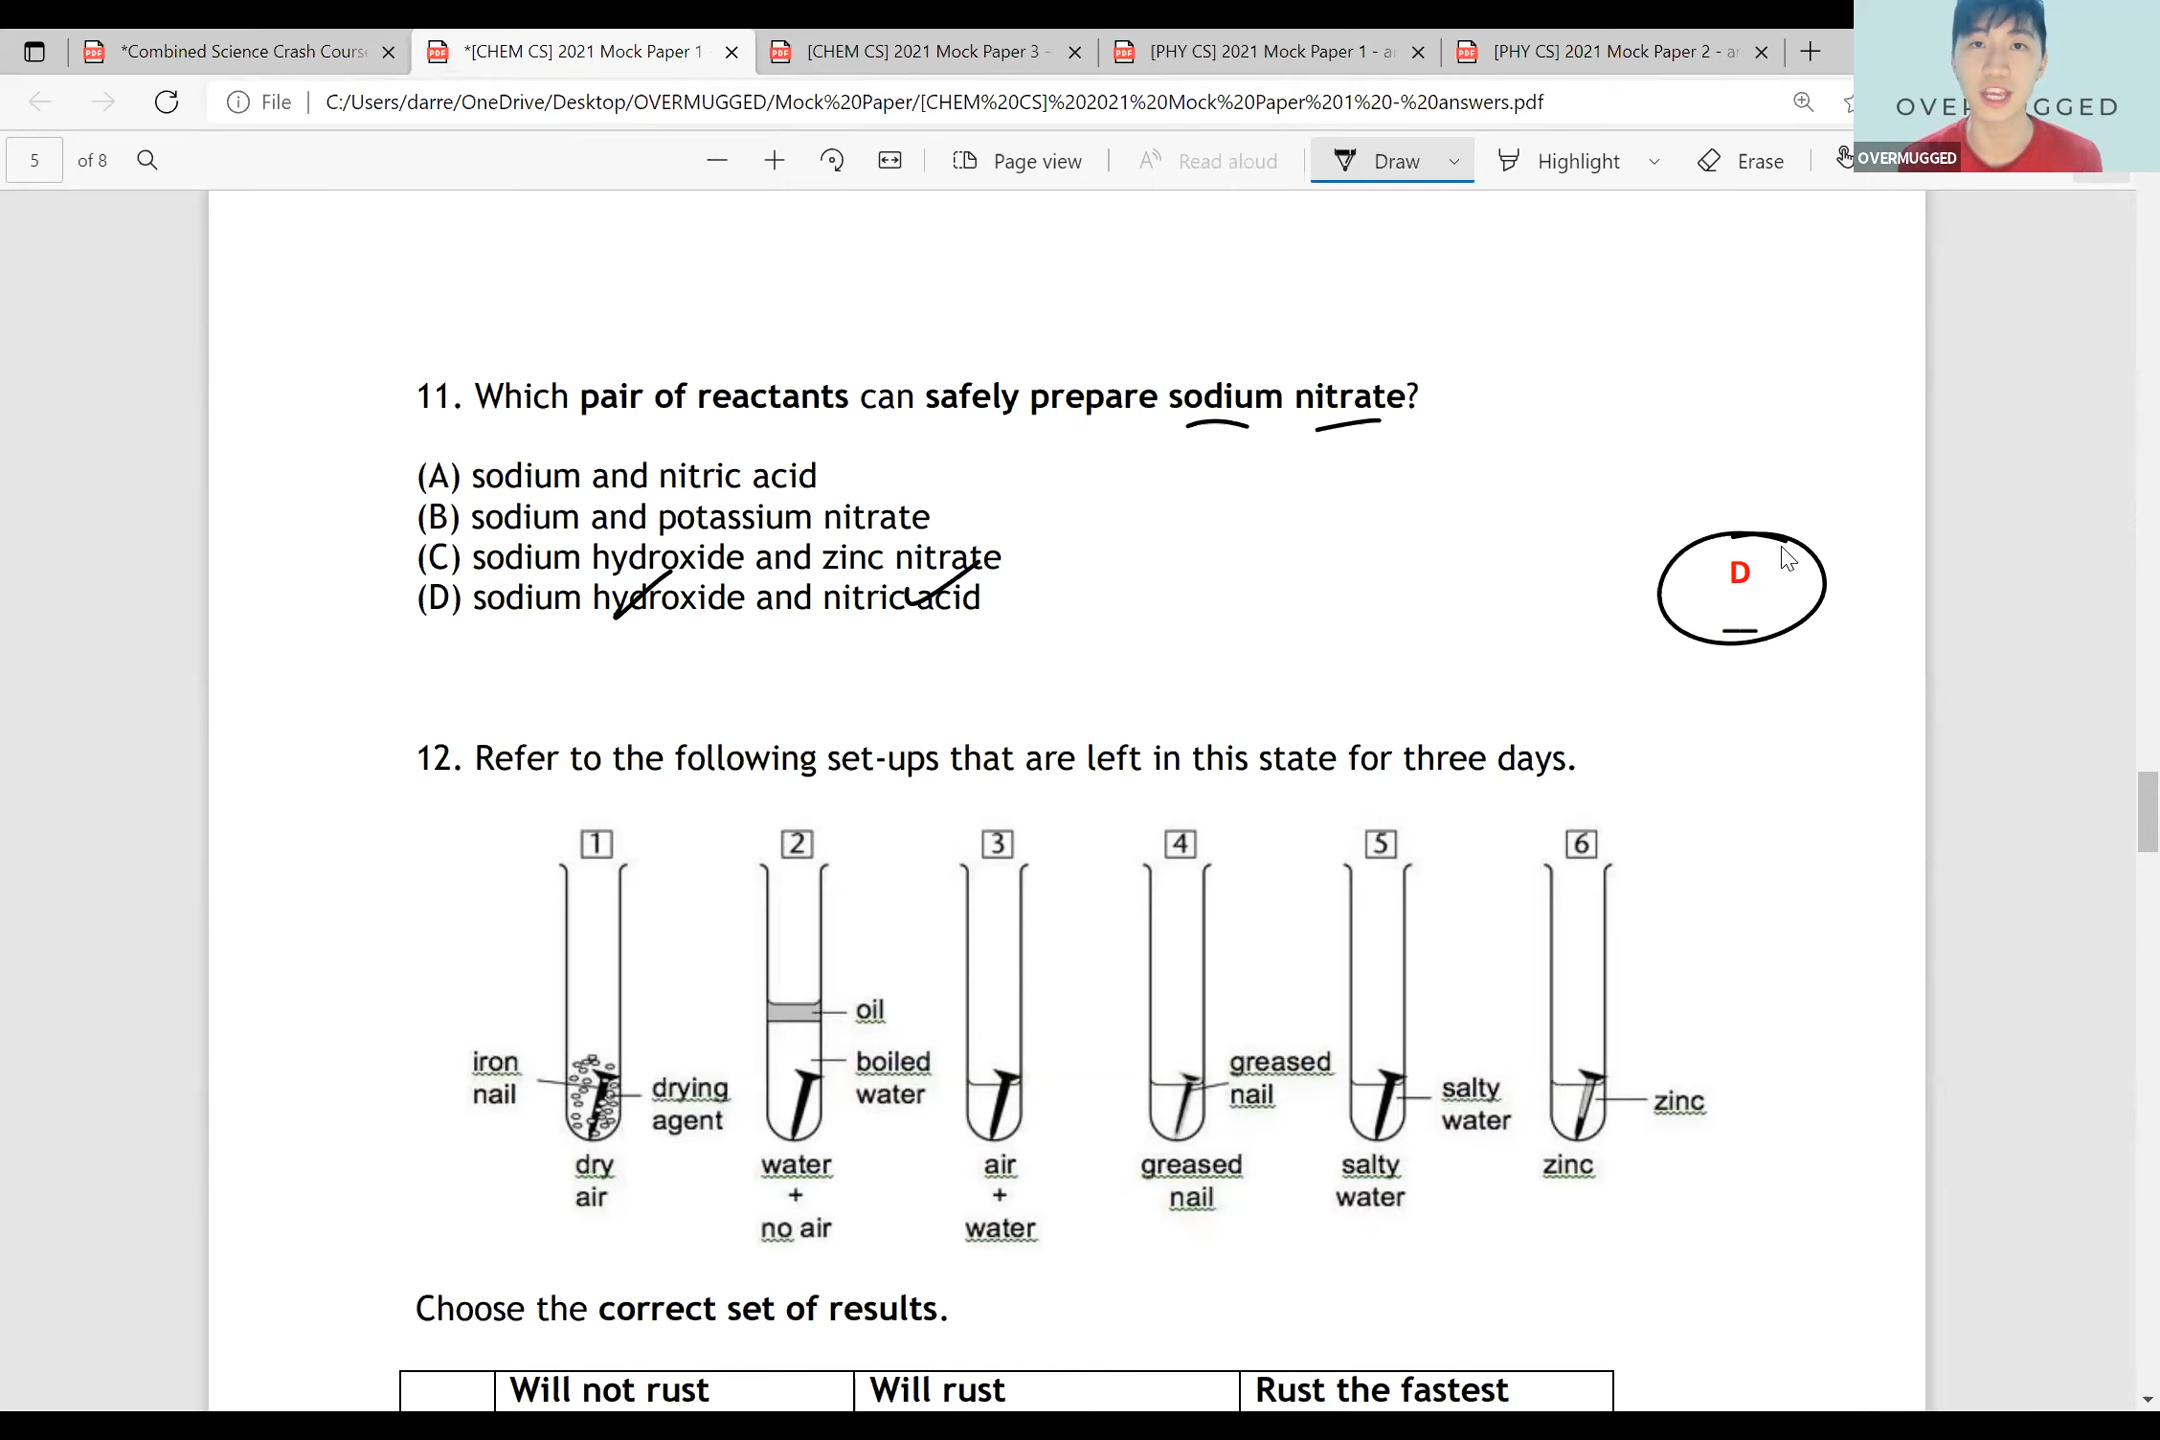 *Combined Science Crash Cours
*[CHEM CS] 2021 Mock Paper 1
[CHEM CS] 2021 Mock Paper 3 -
[PHY CS] 2021 Mock Paper 1 - a
[PHY CS] 2021 Mock Paper 2 - a
File
C:/Users/darre/OneDrive/Desktop/OVERMUGGED/Mock%20Paper/[CHEM%20CS]%202021%20Mock%20Paper%201%20-%20answers.pdf
5 of 8
Page view
Read aloud
Draw
Highlight
Erase
OVE GGED
OVERMUGGED
11. Which pair of reactants can safely prepare sodium nitrate?
(A) sodium and nitric acid
(B) sodium and potassium nitrate
(C) sodium hydroxide and zinc nitrate
(D) sodium hydroxide and nitric acid
D
12. Refer to the following set-ups that are left in this state for three days.
1 2 3 4 5 6
oil
iron nail
drying agent
boiled water
greased nail
salty water
zinc
dry air
water + no air
air + water
greased nail
salty water
zinc
Choose the correct set of results.
Will not rust Will rust Rust the fastest